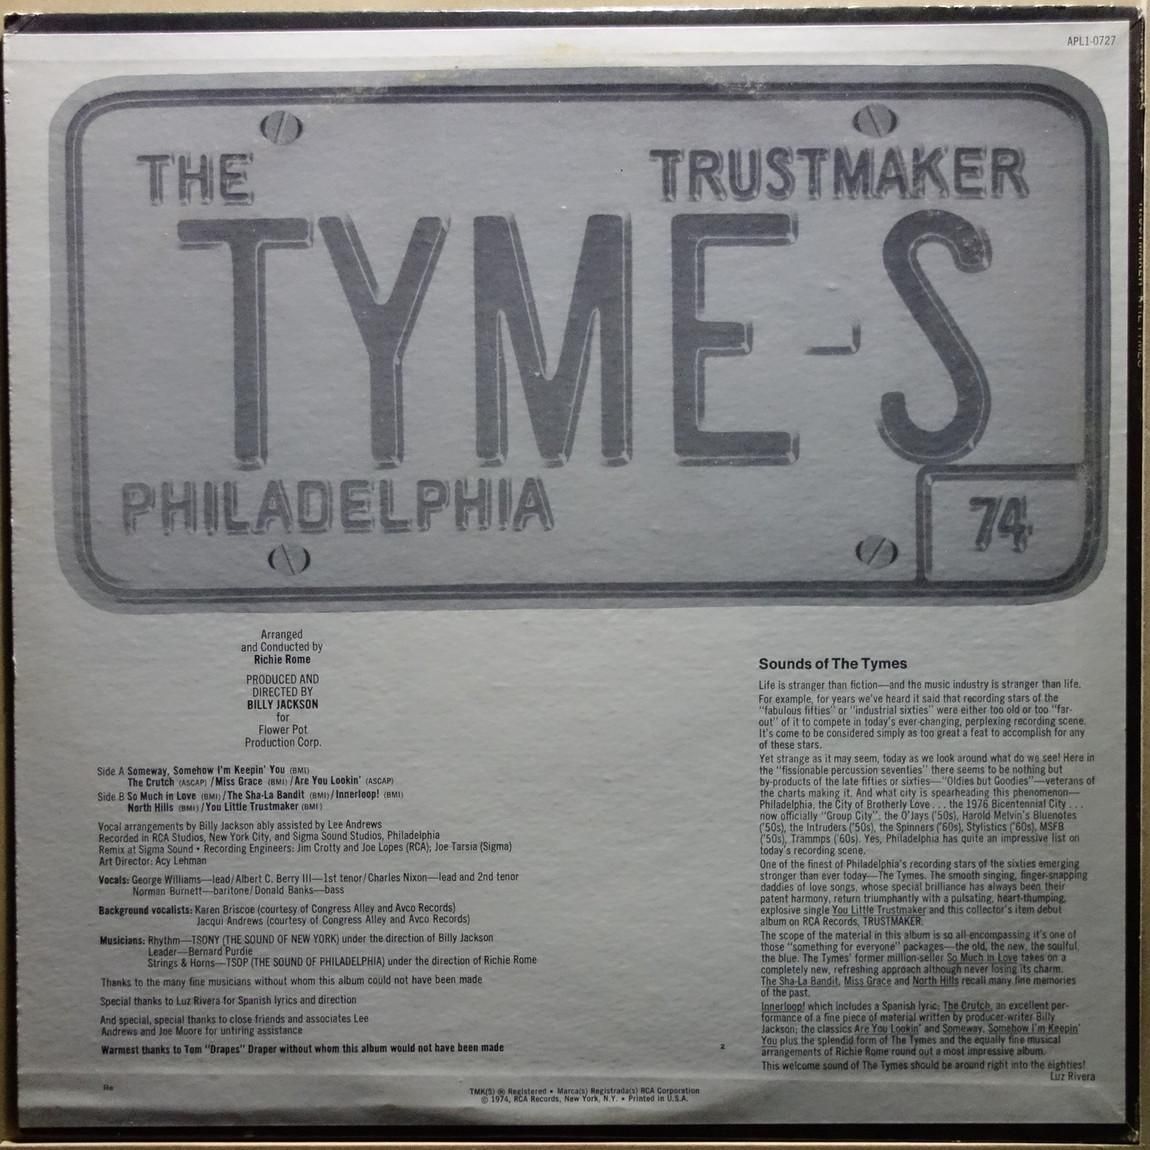 APL1-0727
THE TRUSTMAKER
TYME-S
PHILADELPHIA
74
Arranged
and Conducted by
Richie Rome
PRODUCED AND
DIRECTED BY
BILLY JACKSON
for
Flower Pot
Production Corp.
Side A Someway, Somehow I'm Keepin' You (BMI)
The Crutch (ASCAP) / Miss Grace (BMI) / Are You Lookin' (ASCAP)
Side B So Much in Love (BMI) / The Sha-La Bandit (BMI) / Innerloop! (BMI)
North Hills (BMI) / You Little Trustmaker (BMI)
Vocal arrangements by Billy Jackson ably assisted by Lee Andrews
Recorded in RCA Studios, New York City, and Sigma Sound Studios, Philadelphia
Remix at Sigma Sound • Recording Engineers: Jim Crotty and Joe Lopes (RCA); Joe Tarsia (Sigma)
Art Director: Acy Lehman
Vocals: George Williams—lead/Albert C. Berry III—1st tenor/Charles Nixon—lead and 2nd tenor
Norman Burnett—baritone/Donald Banks—bass
Background vocalists: Karen Briscoe (courtesy of Congress Alley and Avco Records)
Jacqui Andrews (courtesy of Congress Alley and Avco Records)
Musicians: Rhythm—TSONY (THE SOUND OF NEW YORK) under the direction of Billy Jackson
Leader—Bernard Purdie
Strings & Horns—TSOP (THE SOUND OF PHILADELPHIA) under the direction of Richie Rome
Thanks to the many fine musicians without whom this album could not have been made
Special thanks to Luz Rivera for Spanish lyrics and direction
And special, special thanks to close friends and associates Lee
Andrews and Joe Moore for untiring assistance
Warmest thanks to Tom "Drapes" Draper without whom this album would not have been made
2
Sounds of The Tymes
Life is stranger than fiction—and the music industry is stranger than life.
For example, for years we've heard it said that recording stars of the
"fabulous fifties" or "industrial sixties" were either too old or too "far-
out" of it to compete in today's ever-changing, perplexing recording scene.
It's come to be considered simply as too great a feat to accomplish for any
of these stars.
Yet strange as it may seem, today as we look around what do we see! Here in
the "fissionable percussion seventies" there seems to be nothing but
by-products of the late fifties or sixties—"Oldies but Goodies"—veterans of
the charts making it. And what city is spearheading this phenomenon—
Philadelphia, the City of Brotherly Love . . . the 1976 Bicentennial City . . .
now officially "Group City": the O'Jays ('50s), Harold Melvin's Bluenotes
('50s), the Intruders ('50s), the Spinners ('60s), Stylistics ('60s), MSFB
('50s), Trammps ('60s). Yes, Philadelphia has quite an impressive list on
today's recording scene.
One of the finest of Philadelphia's recording stars of the sixties emerging
stronger than ever today—The Tymes. The smooth singing, finger-snapping
daddies of love songs, whose special brilliance has always been their
patent harmony, return triumphantly with a pulsating, heart-thumping,
explosive single You Little Trustmaker and this collector's item debut
album on RCA Records, TRUSTMAKER.
The scope of the material in this album is so all-encompassing it's one of
those "something for everyone" packages—the old, the new, the soulful,
the blue. The Tymes' former million-seller So Much in Love takes on a
completely new, refreshing approach although never losing its charm.
The Sha-La Bandit, Miss Grace and North Hills recall many fine memories
of the past.
Innerloop! which includes a Spanish lyric; The Crutch, an excellent per-
formance of a fine piece of material written by producer-writer Billy
Jackson; the classics Are You Lookin' and Someway, Somehow I'm Keepin'
You plus the splendid form of The Tymes and the equally fine musical
arrangements of Richie Rome round out a most impressive album.
This welcome sound of The Tymes should be around right into the eighties!
Luz Rivera
Re
TMK(S) ® Registered • Marca(s) Registrada(s) RCA Corporation
© 1974, RCA Records, New York, N.Y. • Printed in U.S.A.